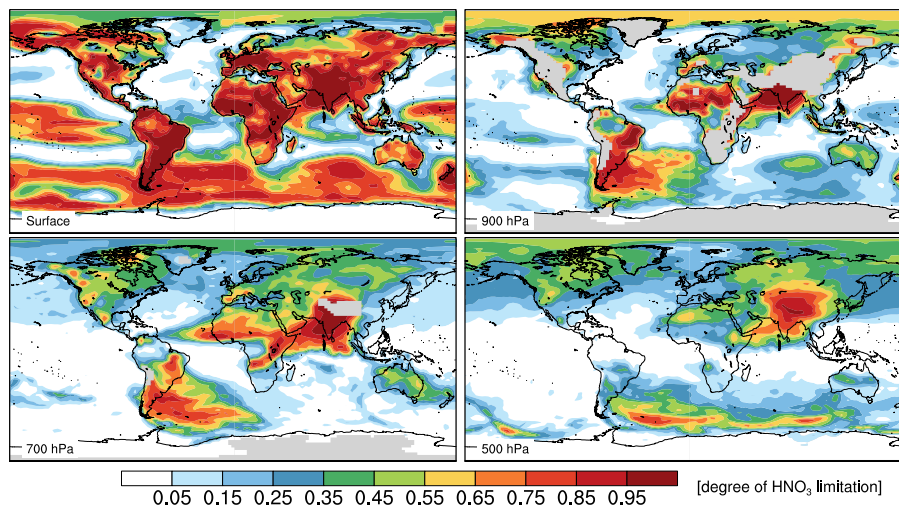 Surface
900 hPa
700 hPa
500 hPa
0.05 0.15 0.25 0.35 0.45 0.55 0.65 0.75 0.85 0.95
[degree of HNO₃ limitation]